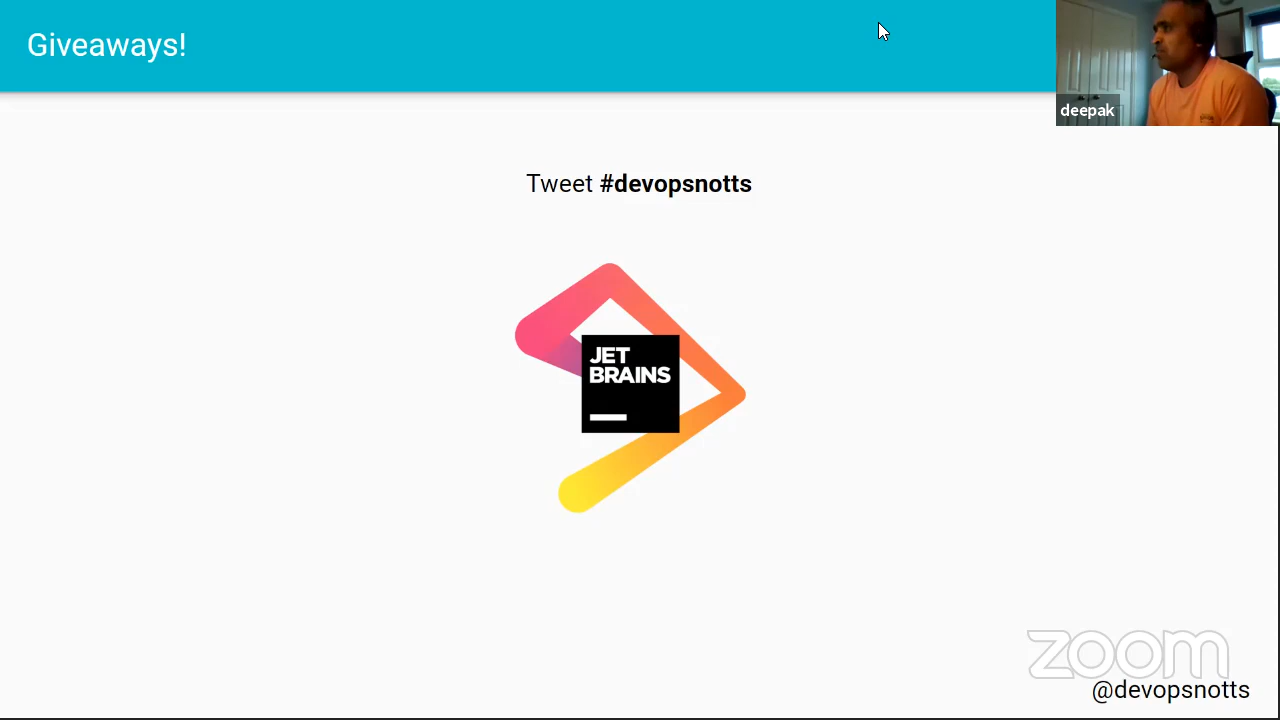 Giveaways!
deepak
Tweet #devopsnotts
JET
BRAINS
zoom
@devopsnotts